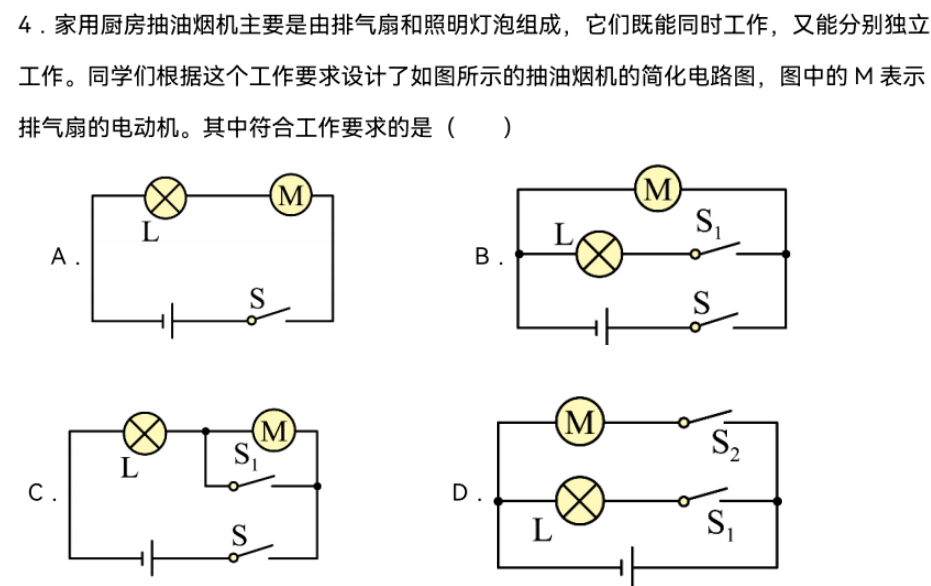 4．家用厨房抽油烟机主要是由排气扇和照明灯泡组成，它们既能同时工作，又能分别独立
工作。同学们根据这个工作要求设计了如图所示的抽油烟机的简化电路图，图中的 M 表示
排气扇的电动机。其中符合工作要求的是（　　）
A．
L
M
S
B．
M
L
S₁
S
C．
L
M
S₁
S
D．
M
S₂
L
S₁